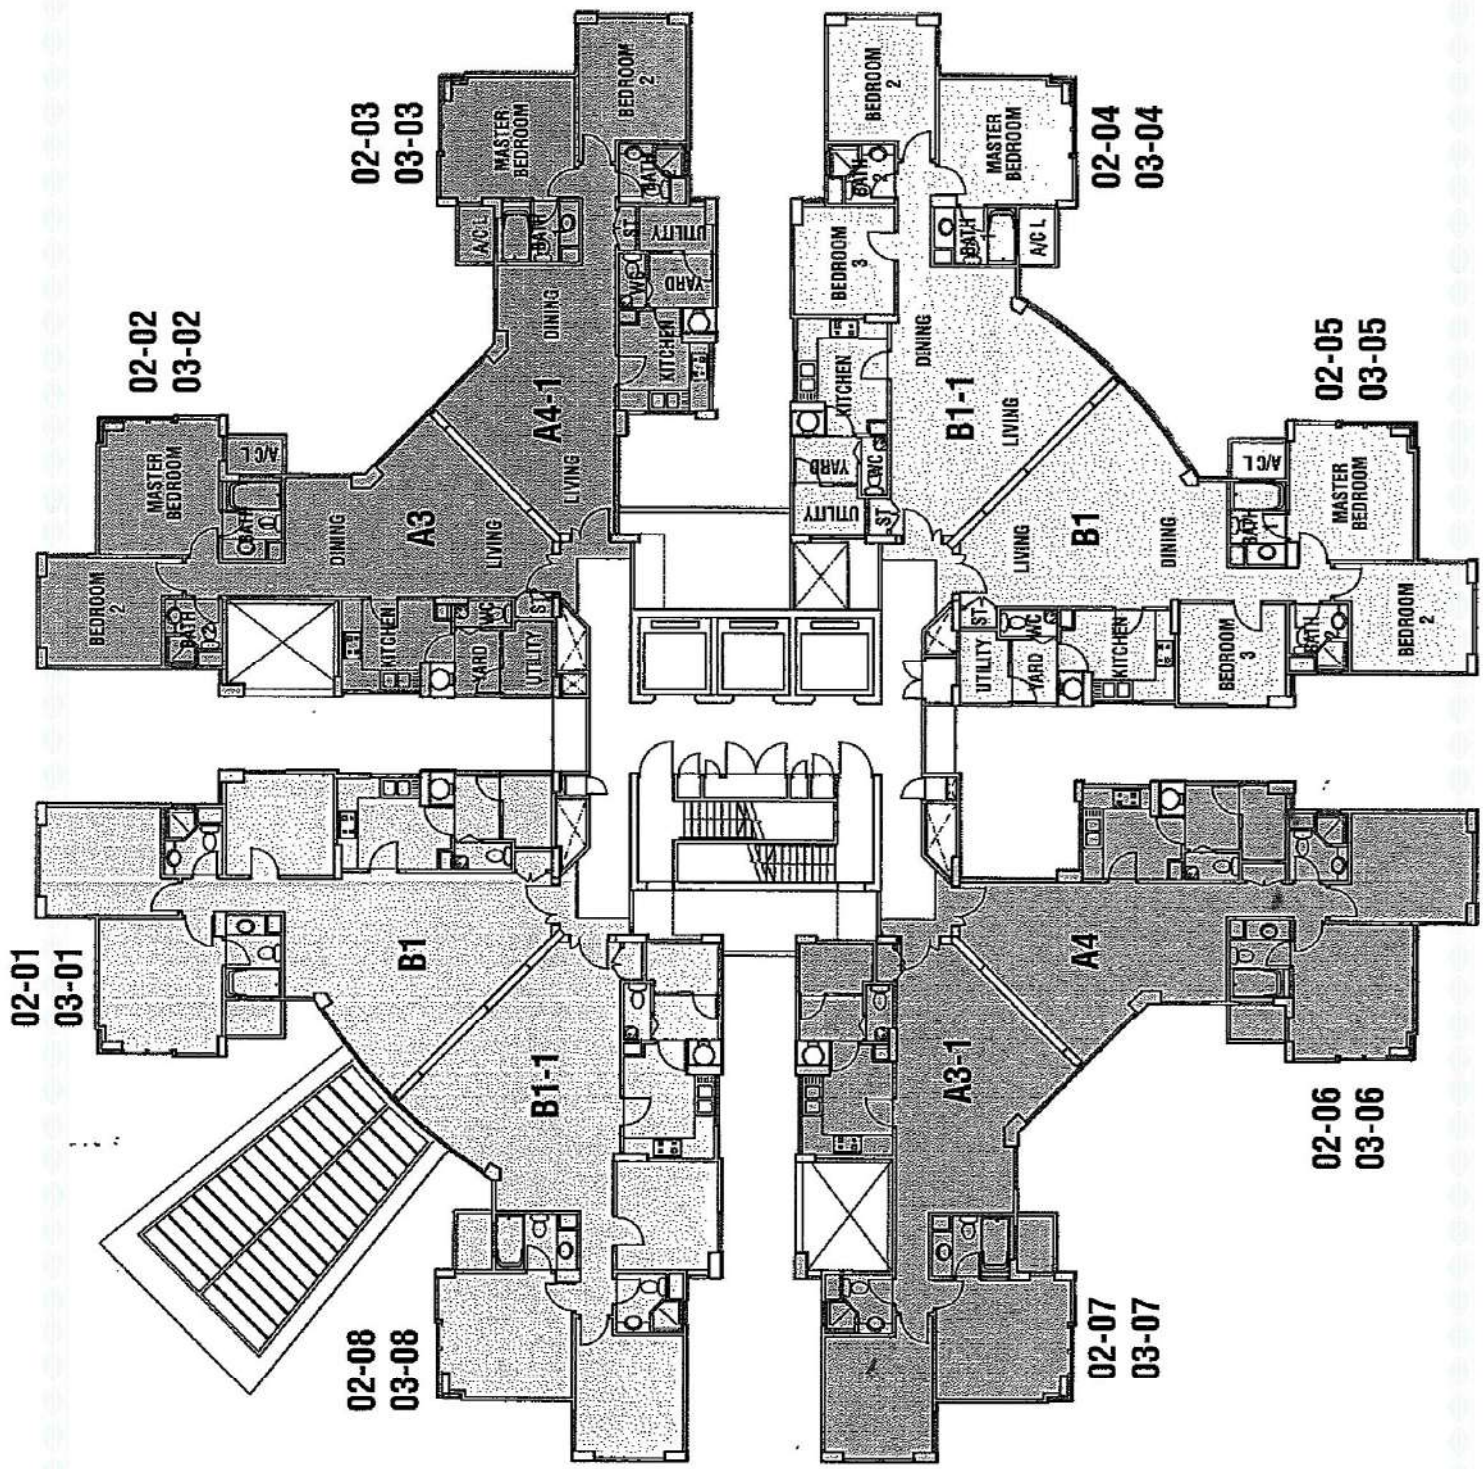 02-01
03-01
B1
02-02
03-02
BEDROOM
2
MASTER
BEDROOM
A/C L
BATH
BATH
2
DINING
A3
LIVING
KITCHEN
WC
YARD
ST
UTILITY
02-03
03-03
MASTER
BEDROOM
BEDROOM
2
A/C L
BATH
BATH
ST
UTILITY
WC
YARD
DINING
KITCHEN
A4-1
LIVING
02-04
03-04
BEDROOM
2
MASTER
BEDROOM
BATH
2
BATH
1
A/C L
BEDROOM
3
DINING
KITCHEN
B1-1
LIVING
YARD
WC
UTILITY
ST
02-05
03-05
A/C L
MASTER
BEDROOM
B1
LIVING
DINING
BATH
1
ST
WC
UTILITY
YARD
KITCHEN
BEDROOM
3
BATH
BEDROOM
2
02-06
03-06
A4
02-07
03-07
A3-1
02-08
03-08
B1-1